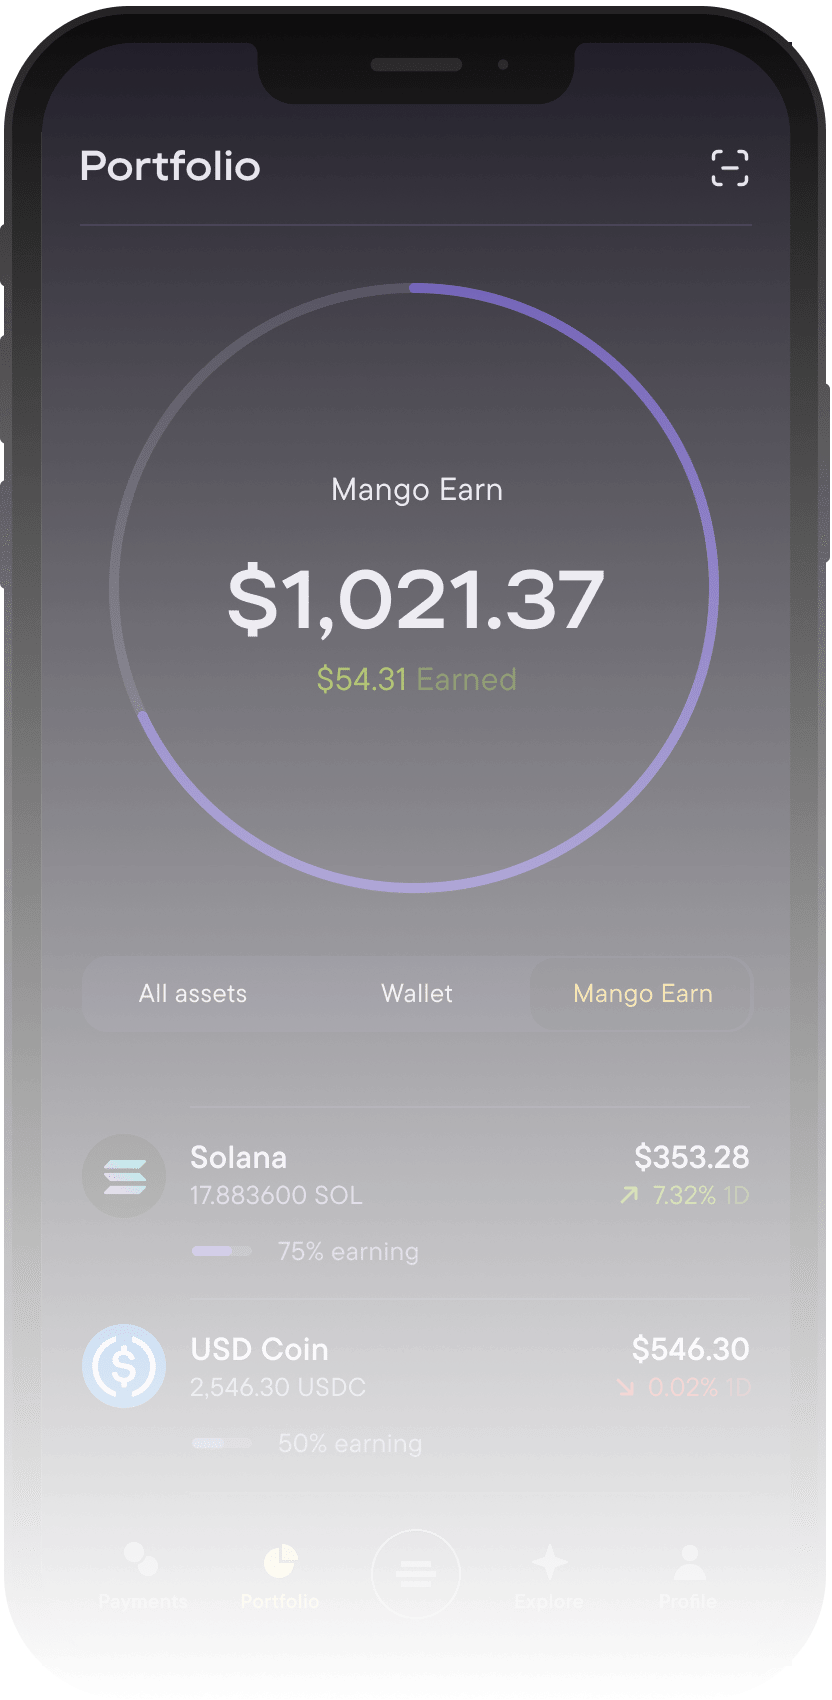 Portfolio
Mango Earn
$1,021.37
$54.31 Earned
All assets Wallet Mango Earn
Solana $353.28
17.883600 SOL 7.32% 1D
75% earning
USD Coin $546.30
2,546.30 USDC 0.02% 1D
50% earning
Payments Portfolio Explore Profile